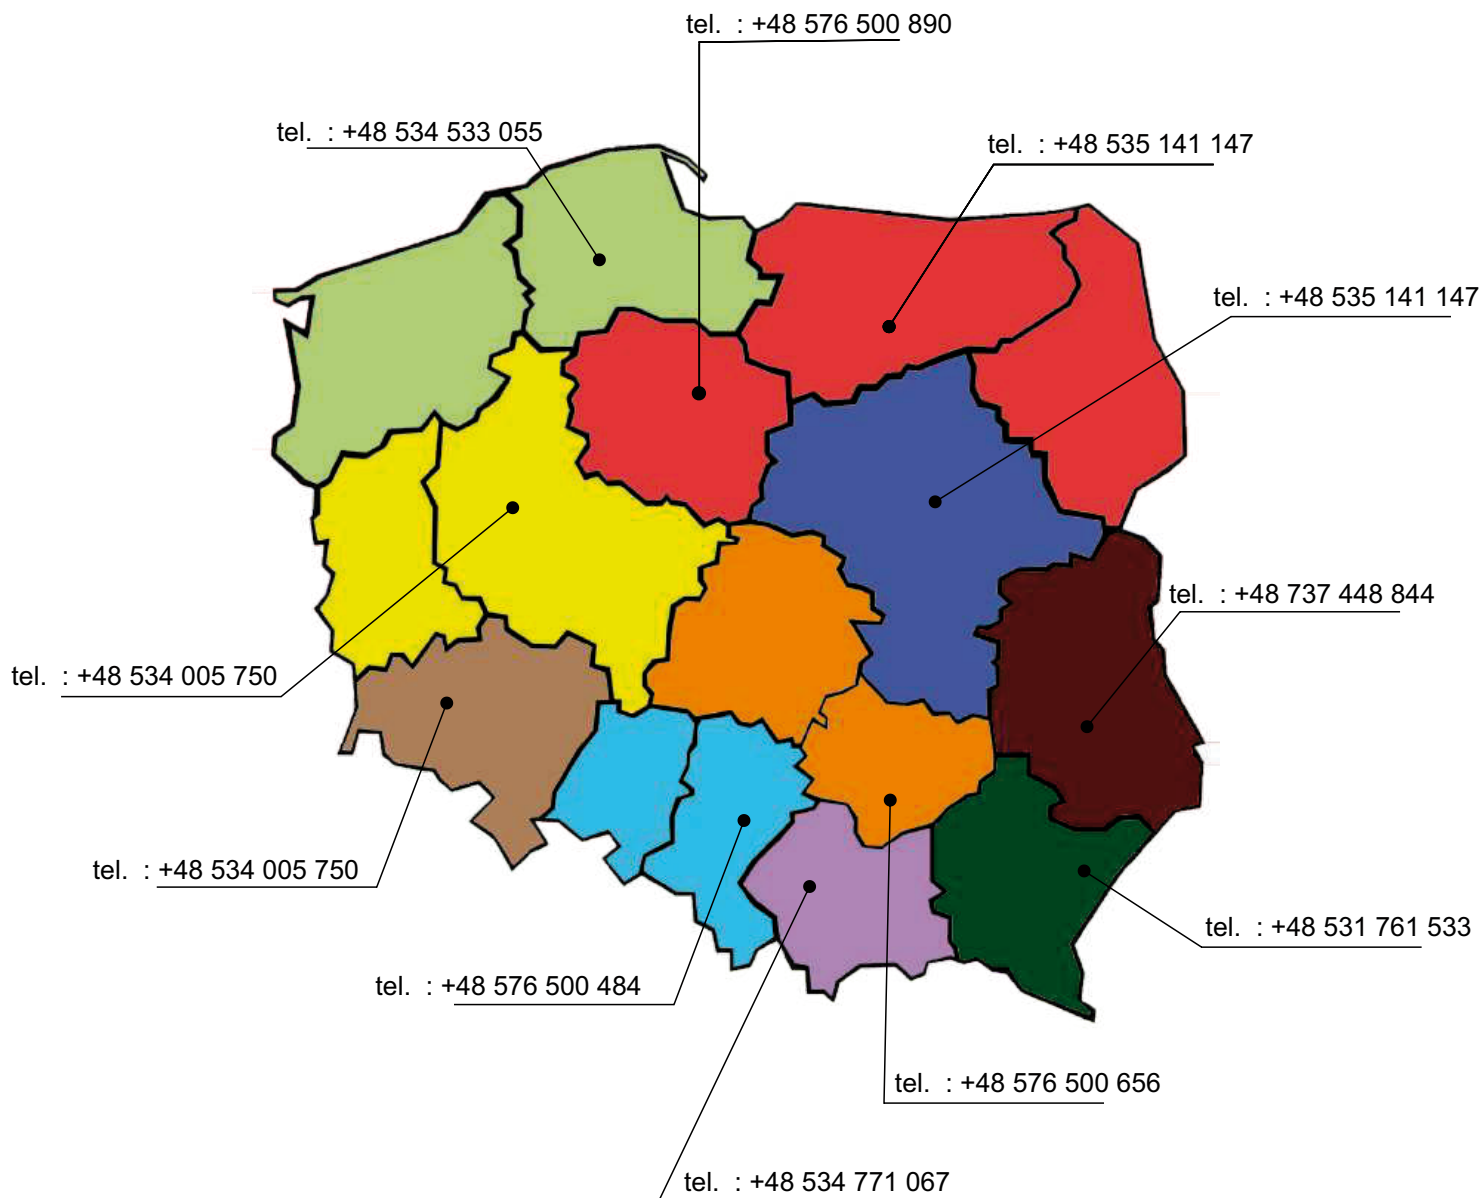 tel. : +48 576 500 890
tel. : +48 534 533 055
tel. : +48 535 141 147
tel. : +48 535 141 147
tel. : +48 737 448 844
tel. : +48 534 005 750
tel. : +48 534 005 750
tel. : +48 531 761 533
tel. : +48 576 500 484
tel. : +48 576 500 656
tel. : +48 534 771 067